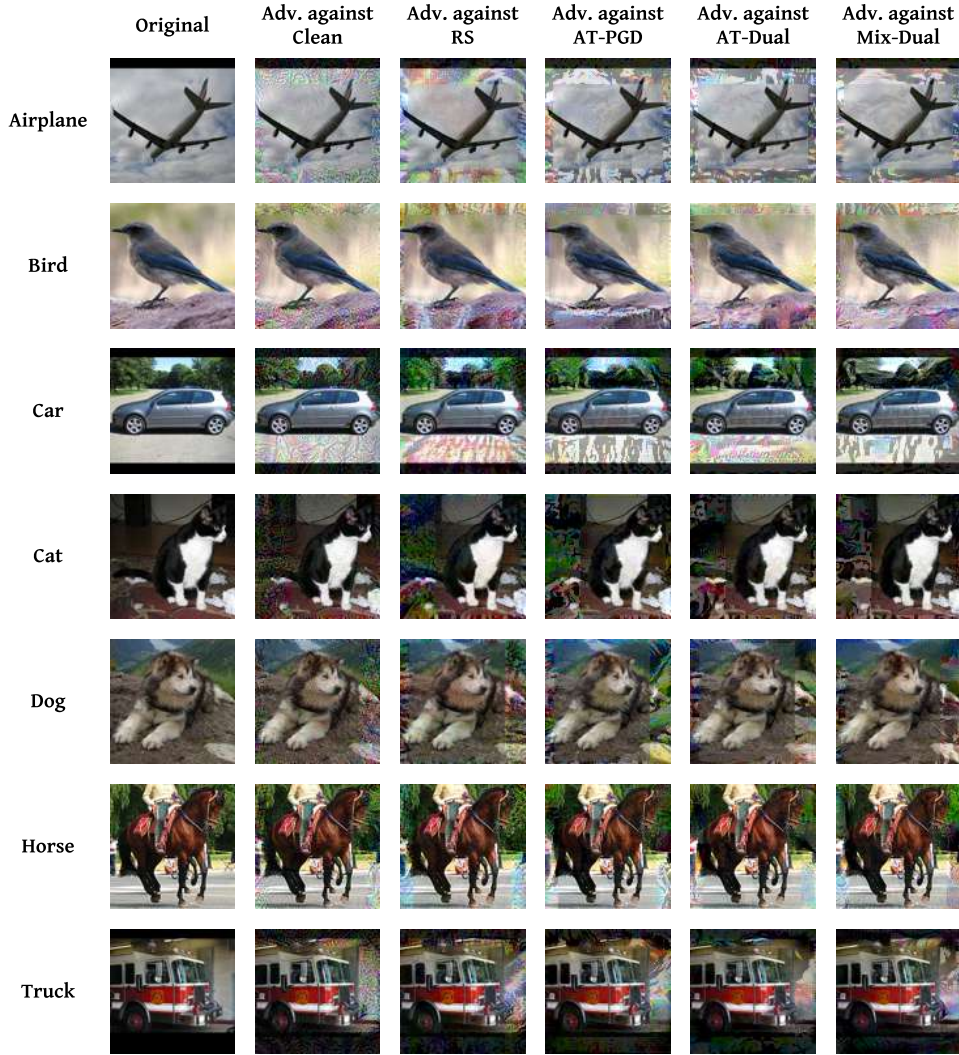 Original
Adv. against
Clean
Adv. against
RS
Adv. against
AT-PGD
Adv. against
AT-Dual
Adv. against
Mix-Dual
Airplane
Bird
Car
Cat
Dog
Horse
Truck